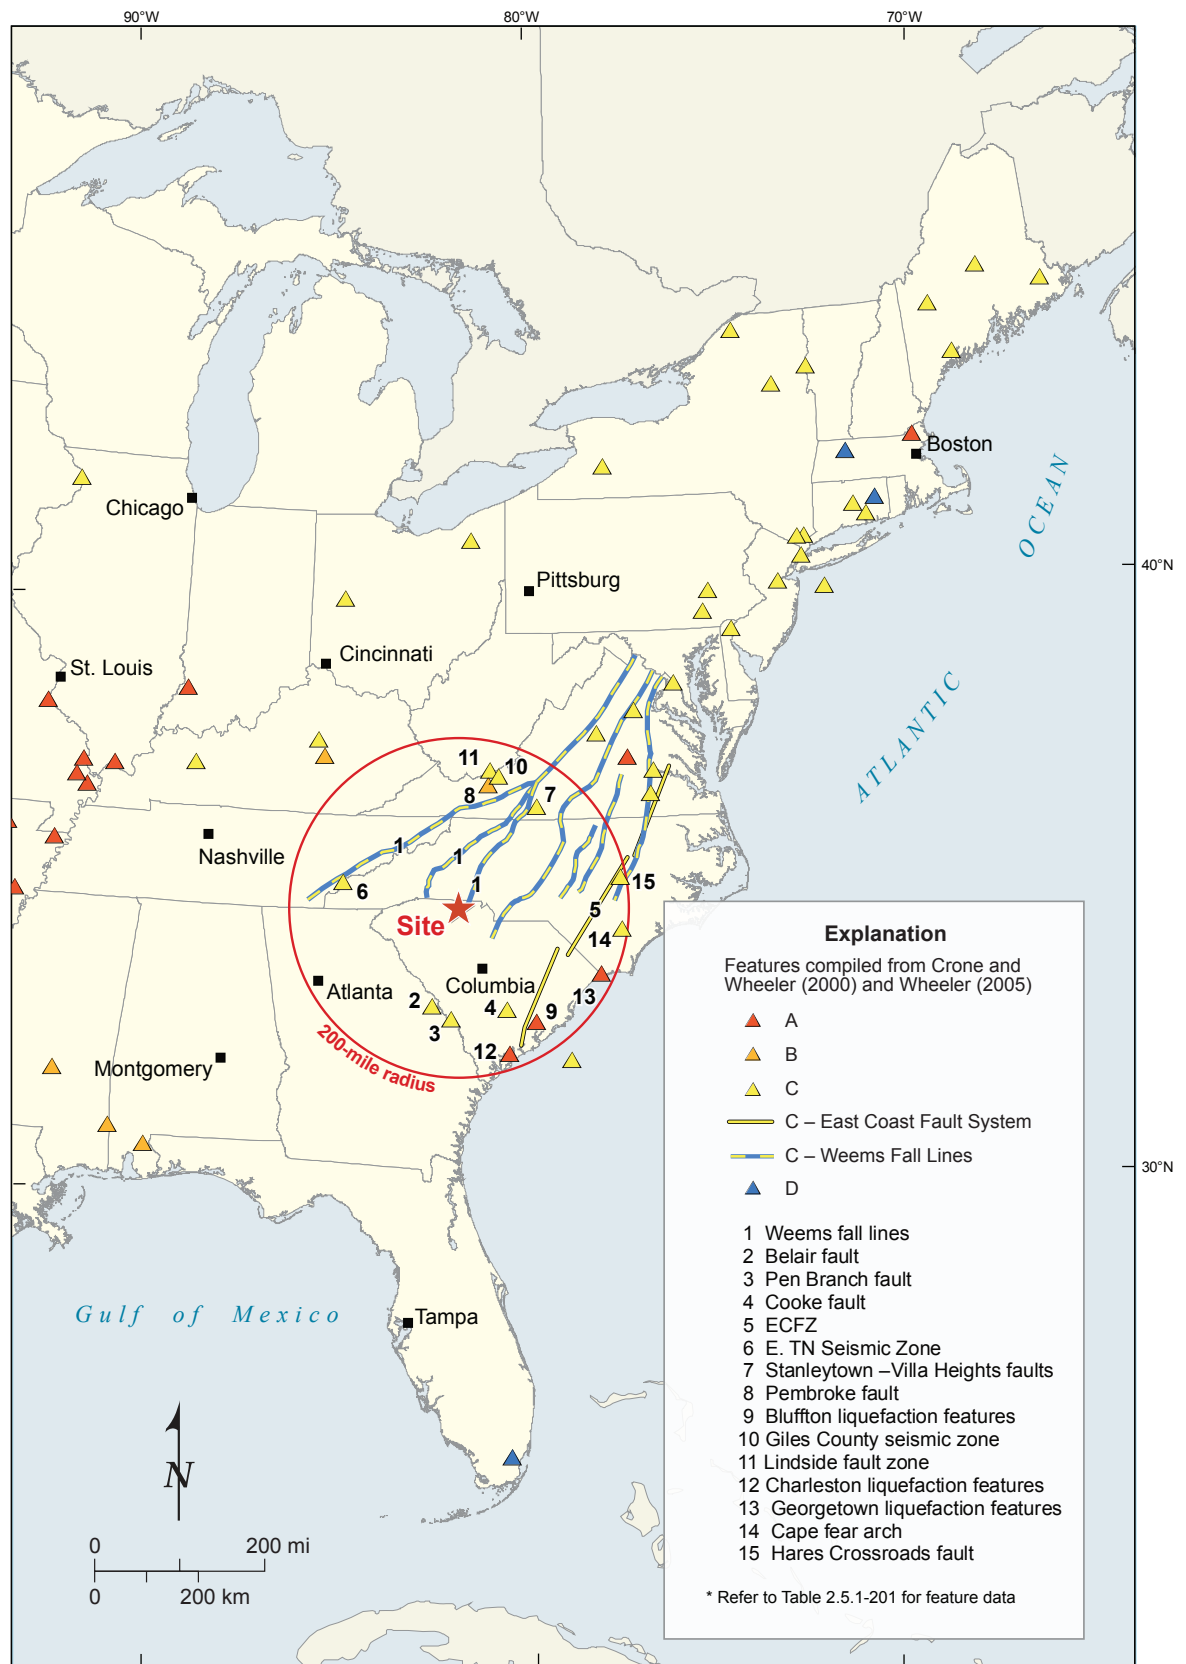 90°W
80°W
70°W
Boston
Chicago
OCEAN
Pittsburg
40°N
Cincinnati
St. Louis
ATLANTIC
11
10
8
7
Nashville
1
1
1
6
15
Site
5
14
Columbia
Atlanta
13
2
4
9
3
12
200-mile radius
Montgomery
30°N
Gulf of Mexico
Tampa
N
0 200 mi
0 200 km
Explanation
Features compiled from Crone and
Wheeler (2000) and Wheeler (2005)
A
B
C
C – East Coast Fault System
C – Weems Fall Lines
D
1 Weems fall lines
2 Belair fault
3 Pen Branch fault
4 Cooke fault
5 ECFZ
6 E. TN Seismic Zone
7 Stanleytown –Villa Heights faults
8 Pembroke fault
9 Bluffton liquefaction features
10 Giles County seismic zone
11 Lindside fault zone
12 Charleston liquefaction features
13 Georgetown liquefaction features
14 Cape fear arch
15 Hares Crossroads fault
* Refer to Table 2.5.1-201 for feature data